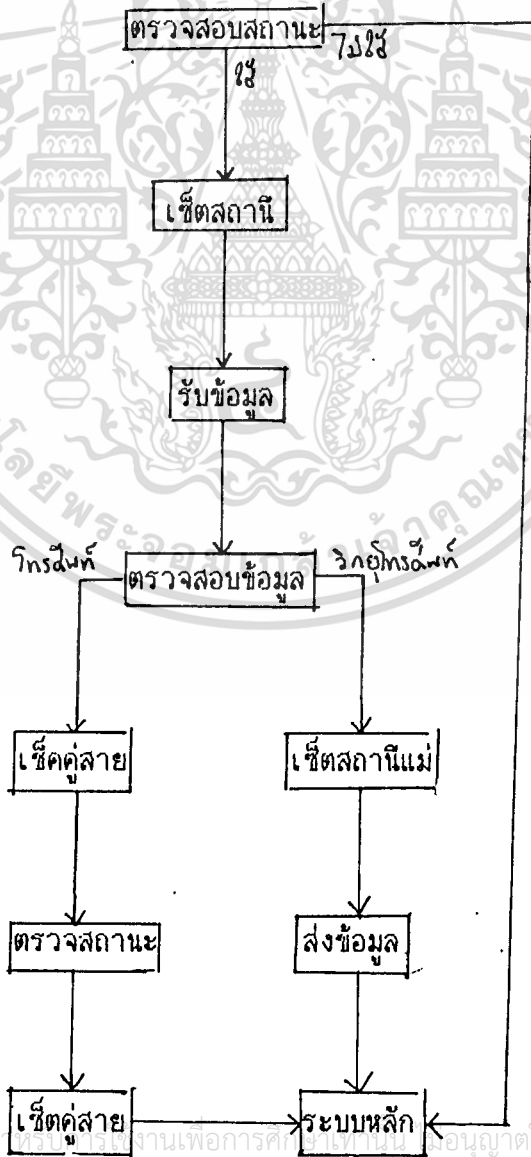 ตรวจสอบสถานะ
ไม่ใช้
ใช้
เซ็ตสถานี
รับข้อมูล
โทรศัพท์
วิทยุโทรศัพท์
ตรวจสอบข้อมูล
เช็คคู่สาย
เซ็ตสถานีแม่
ตรวจสถานะ
ส่งข้อมูล
เซ็ตคู่สาย
ระบบหลัก